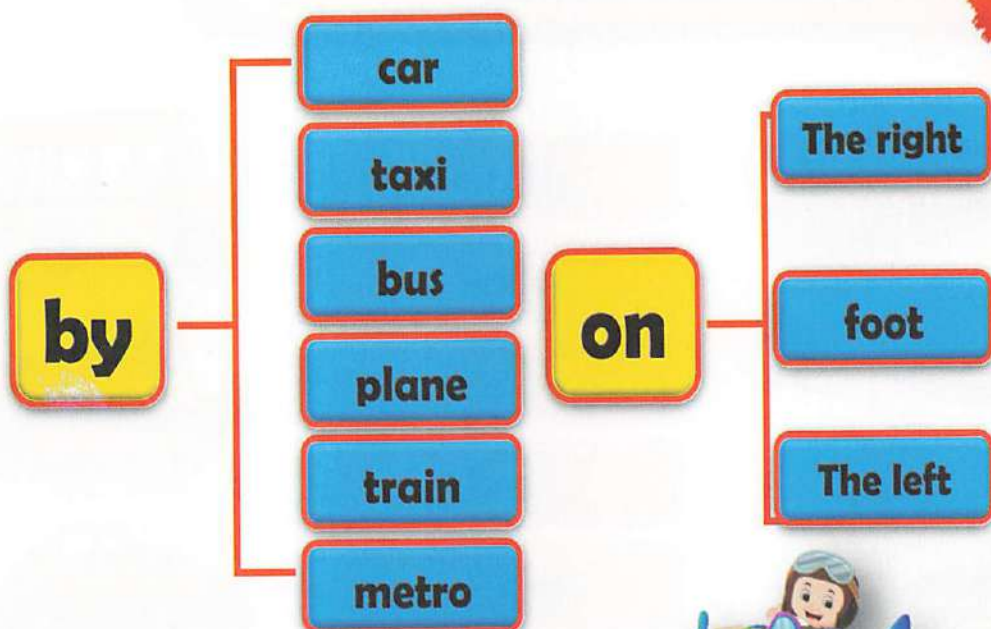 by
car
taxi
bus
plane
train
metro
on
The right
foot
The left